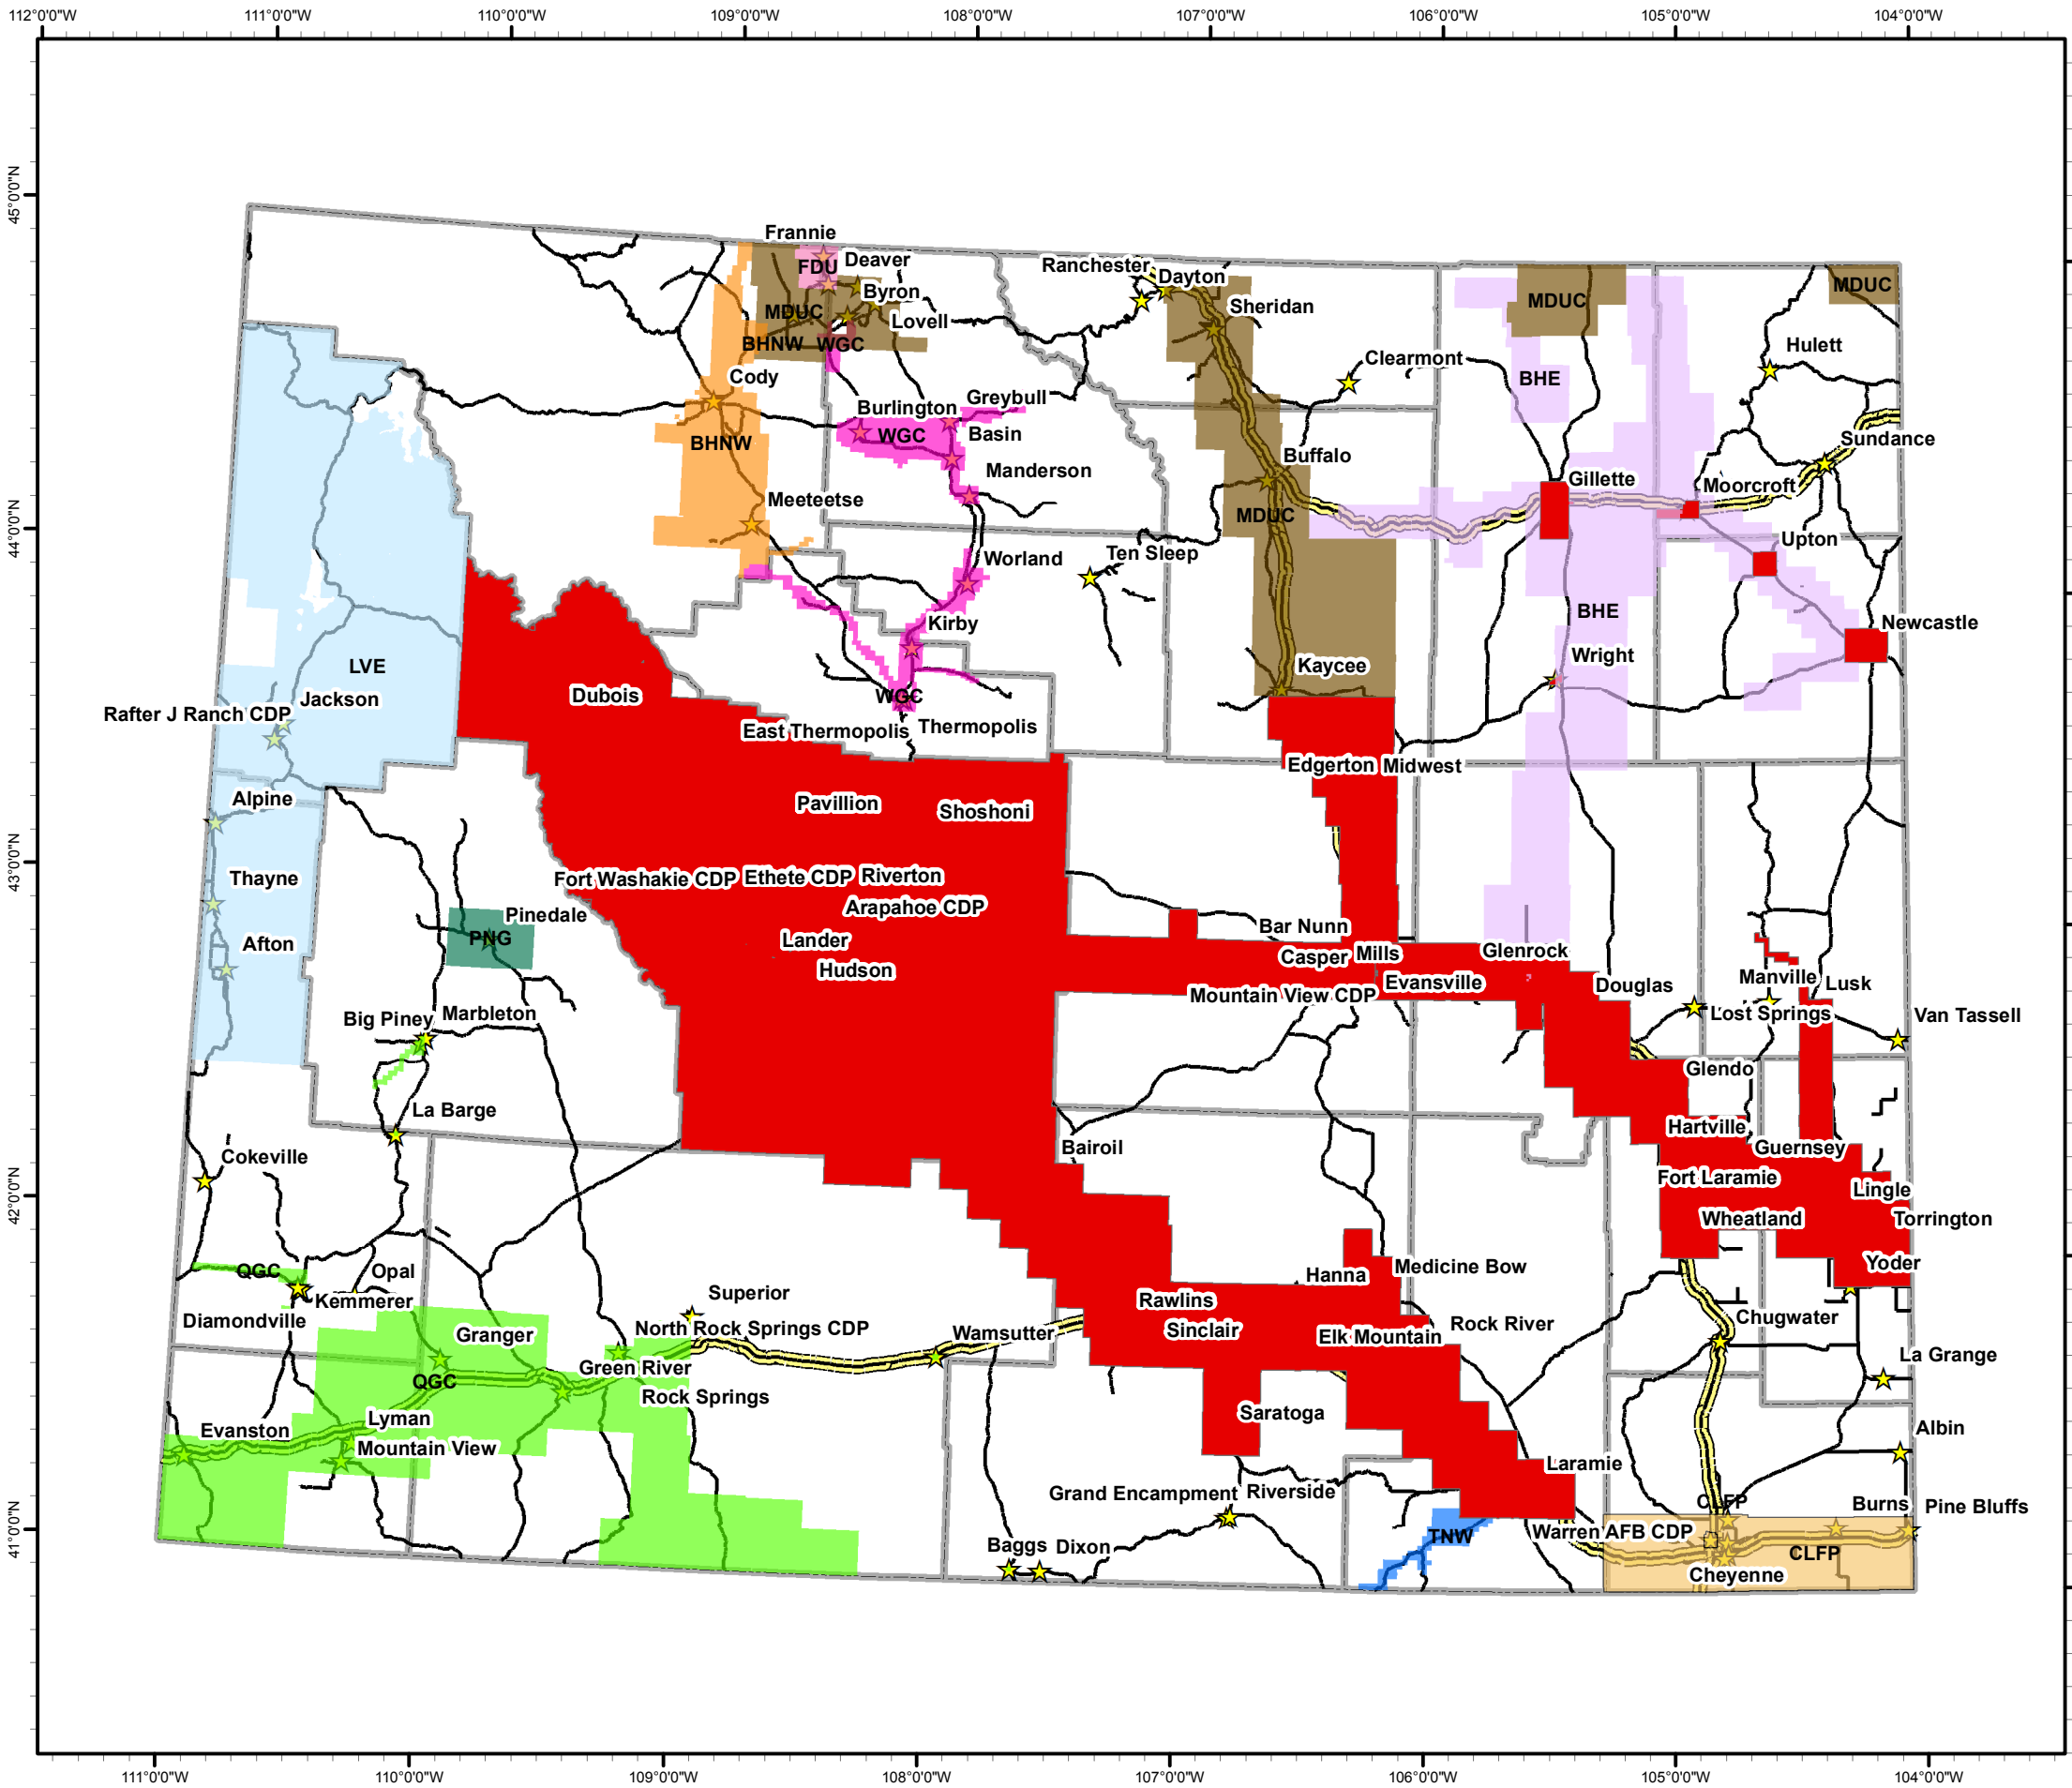 112°0'0"W
111°0'0"W
110°0'0"W
109°0'0"W
108°0'0"W
107°0'0"W
106°0'0"W
105°0'0"W
104°0'0"W
45°0'0"N
44°0'0"N
43°0'0"N
42°0'0"N
41°0'0"N
Frannie
FDU
Deaver
Byron
MDUC
Lovell
BHNW
WGC
Cody
Ranchester
Dayton
Sheridan
MDUC
MDUC
Hulett
Clearmont
BHE
Burlington
Greybull
WGC
Basin
BHNW
Manderson
Buffalo
Sundance
Meeteetse
Gillette
Moorcroft
MDUC
Upton
Worland
Ten Sleep
Kirby
BHE
Newcastle
LVE
Wright
Kaycee
Dubois
WGC
Jackson
Rafter J Ranch CDP
East Thermopolis
Thermopolis
Edgerton
Midwest
Alpine
Pavillion
Shoshoni
Thayne
Fort Washakie CDP
Ethete CDP
Riverton
Arapahoe CDP
Pinedale
PNG
Afton
Lander
Hudson
Bar Nunn
Casper
Mills
Glenrock
Evansville
Mountain View CDP
Douglas
Manville
Lusk
Lost Springs
Van Tassell
Big Piney
Marbleton
Glendo
La Barge
Hartville
Guernsey
Bairoil
Cokeville
Fort Laramie
Lingle
Wheatland
Torrington
Yoder
QGC
Opal
Kemmerer
Diamondville
Hanna
Medicine Bow
Superior
Rawlins
North Rock Springs CDP
Wamsutter
Sinclair
Elk Mountain
Rock River
Chugwater
Granger
Green River
QGC
Rock Springs
La Grange
Saratoga
Lyman
Evanston
Mountain View
Albin
Laramie
Grand Encampment
Riverside
CLFP
Burns
Pine Bluffs
TNW
Warren AFB CDP
Baggs
Dixon
CLFP
Cheyenne
111°0'0"W
110°0'0"W
109°0'0"W
108°0'0"W
107°0'0"W
106°0'0"W
105°0'0"W
104°0'0"W